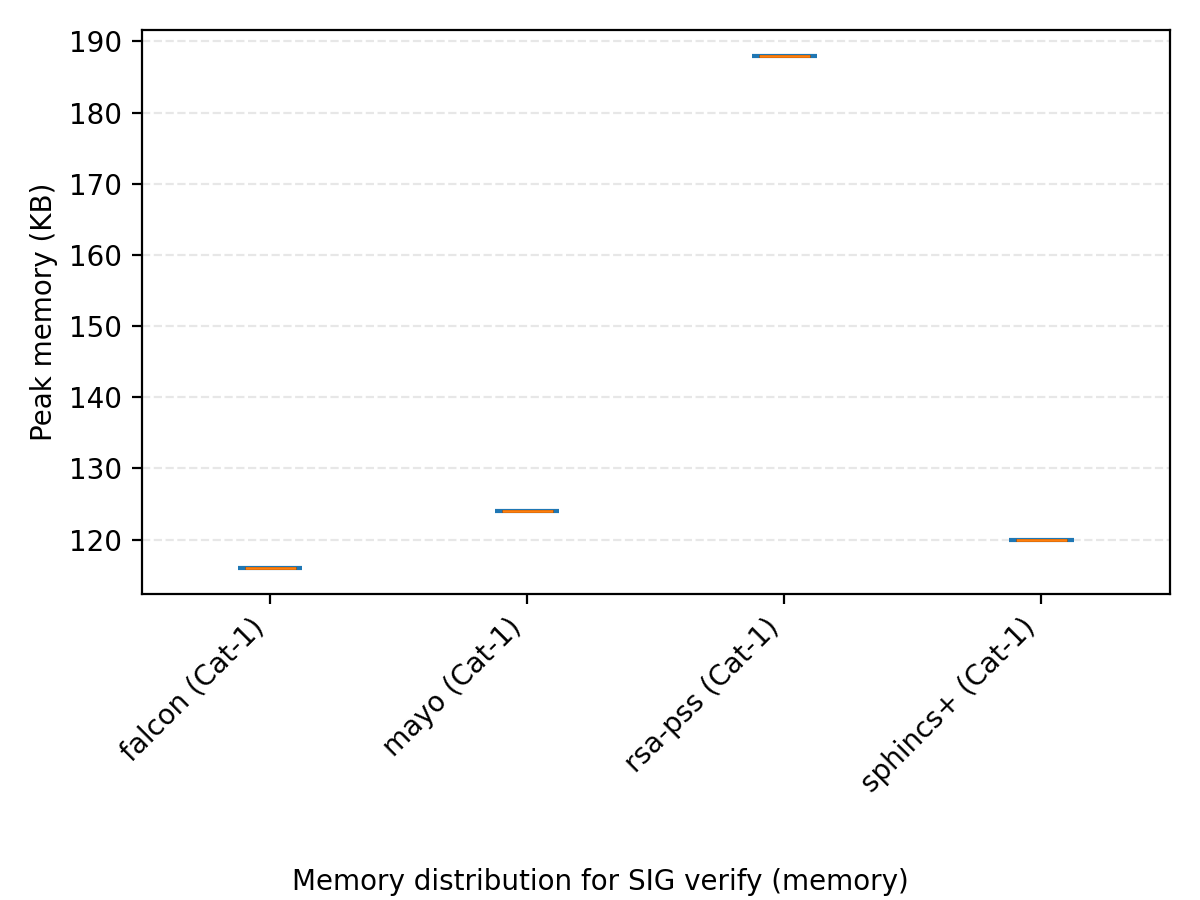 190
180
170
160
150
140
130
120
Peak memory (KB)
falcon (Cat-1)
mayo (Cat-1)
rsa-pss (Cat-1)
sphincs+ (Cat-1)
Memory distribution for SIG verify (memory)